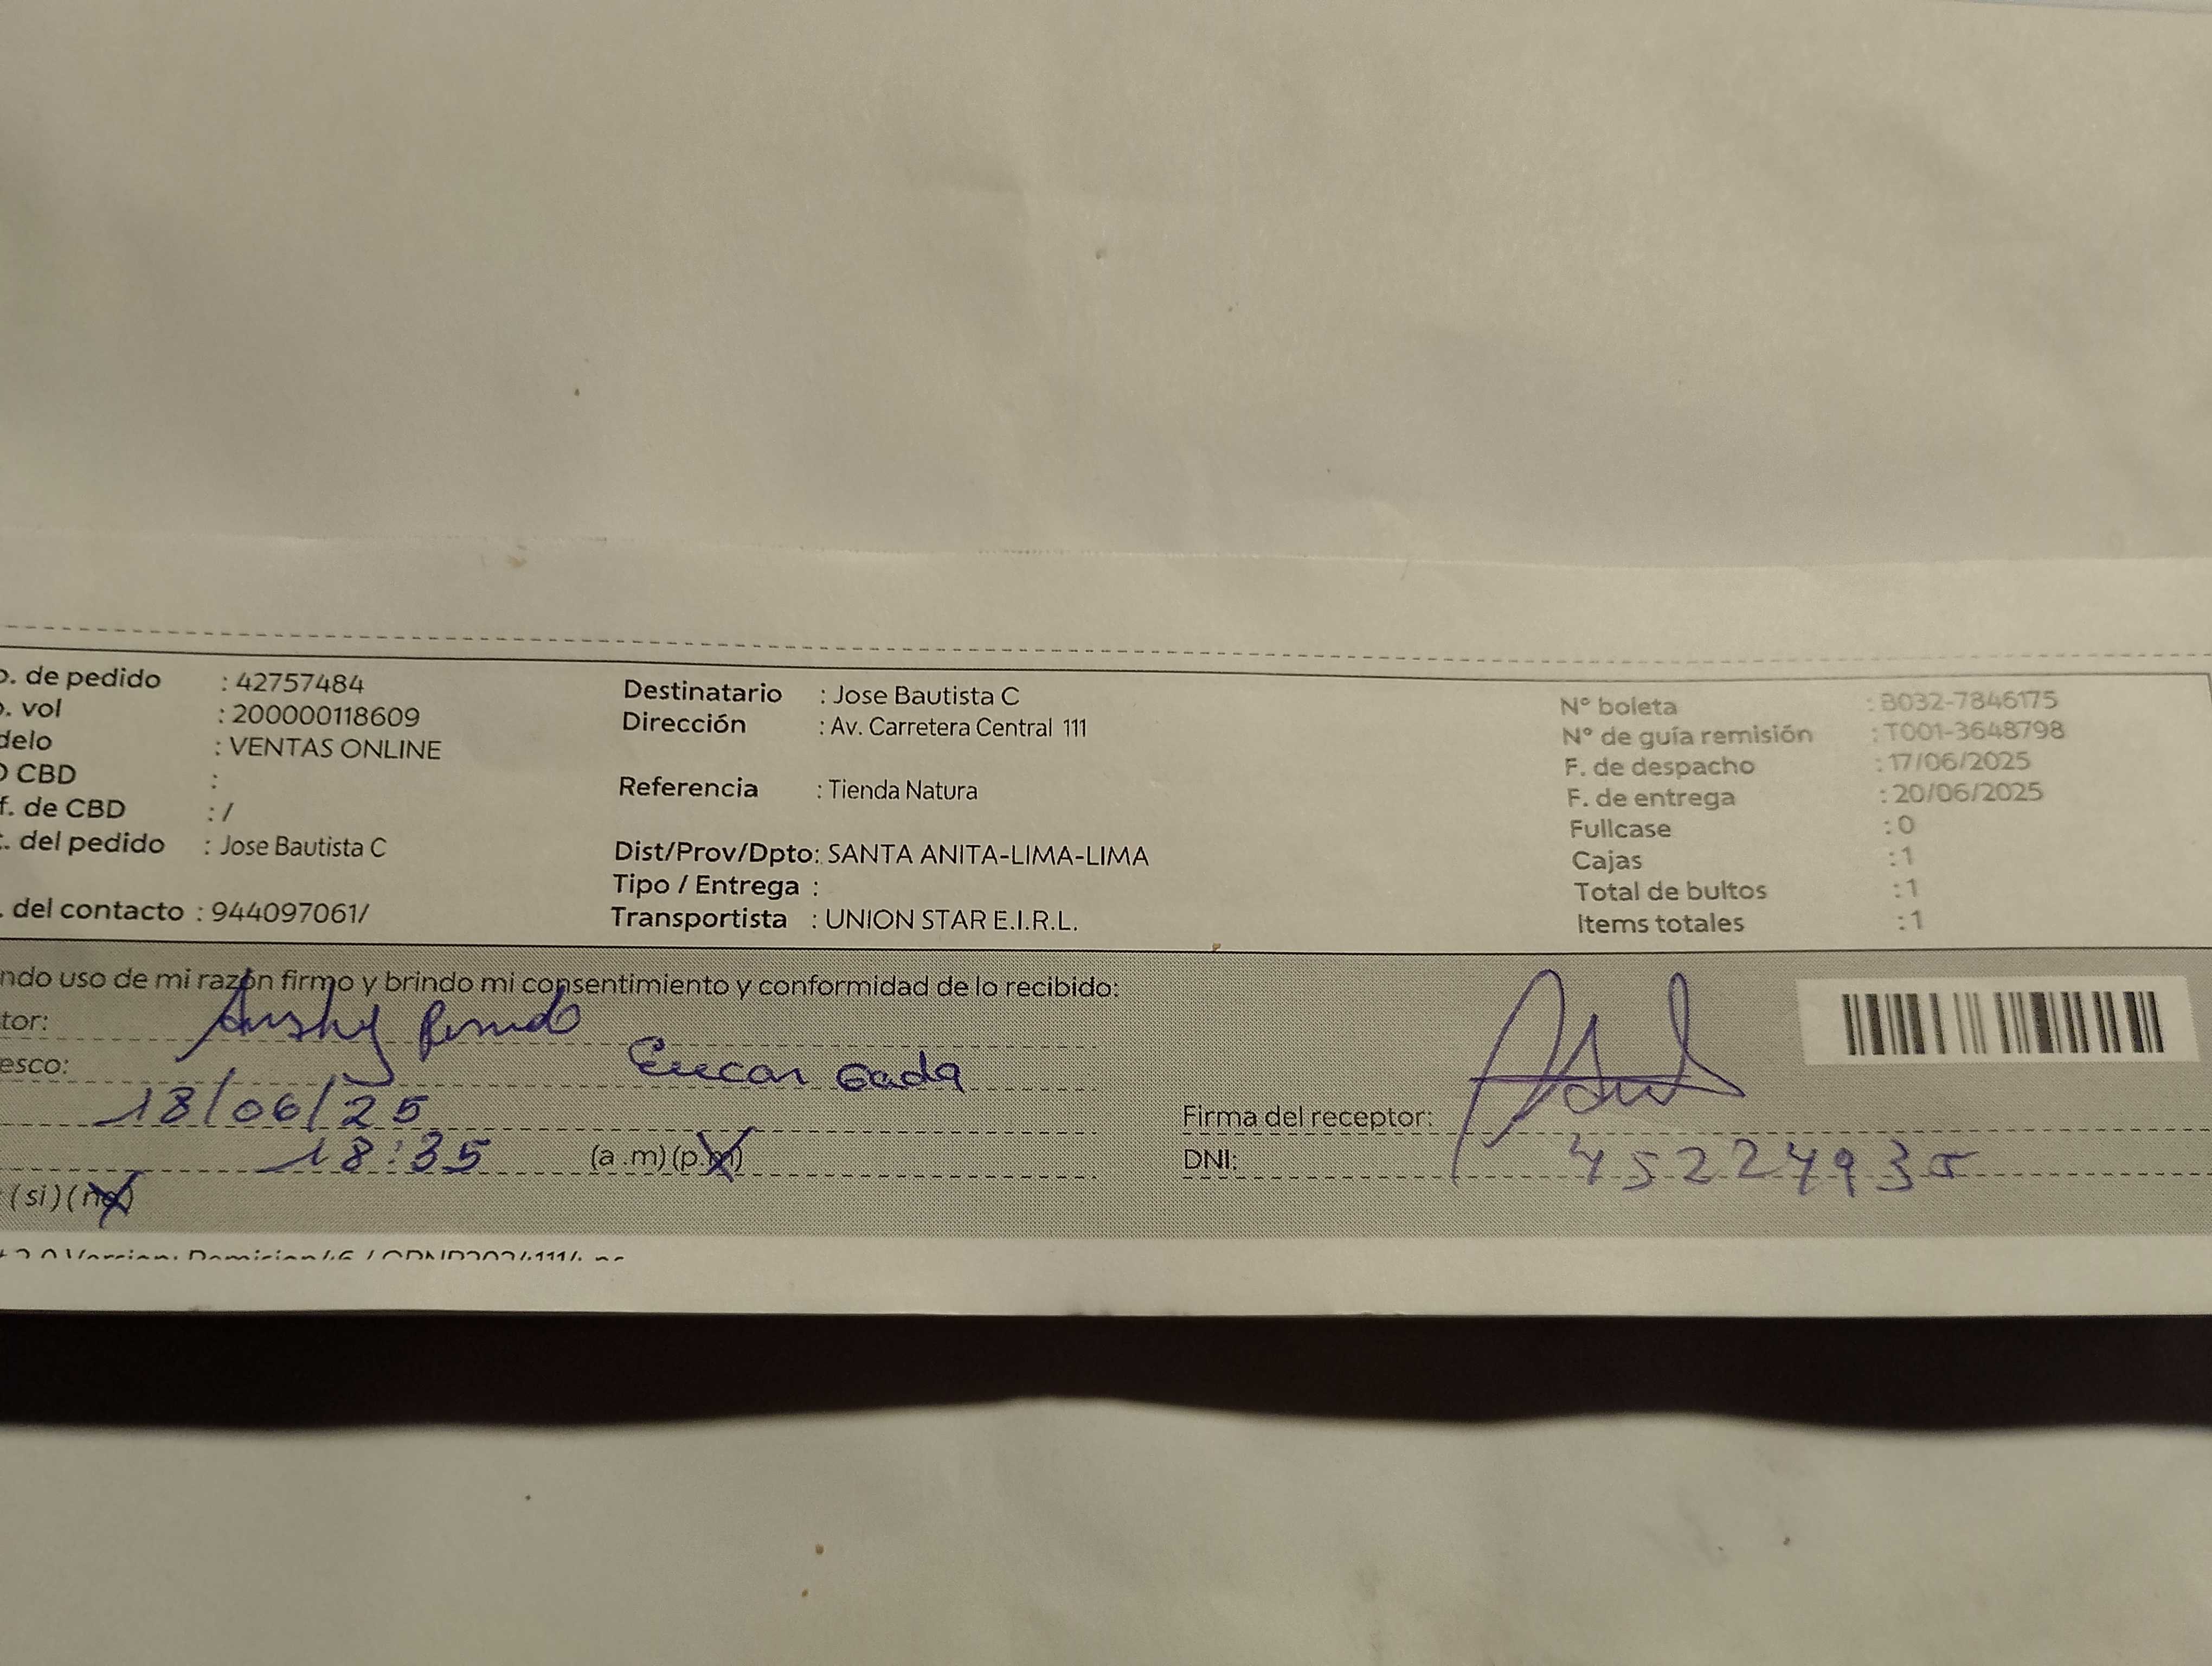 o. de pedido : 42757484
o. vol : 200000118609
delo : VENTAS ONLINE
O CBD :
f. de CBD : /
t. del pedido : Jose Bautista C
. del contacto : 944097061/
Destinatario : Jose Bautista C
Dirección : Av. Carretera Central 111
Referencia : Tienda Natura
Dist/Prov/Dpto: SANTA ANITA-LIMA-LIMA
Tipo / Entrega :
Transportista : UNION STAR E.I.R.L.
N° boleta : B032-7846175
N° de guía remisión : T001-3648798
F. de despacho : 17/06/2025
F. de entrega : 20/06/2025
Fullcase : 0
Cajas : 1
Total de bultos : 1
Items totales : 1
ndo uso de mi razón firmo y brindo mi consentimiento y conformidad de lo recibido:
tor:
esco: Encargada
18/06/25
18:35 (a.m)(p.m)
(si)(no)
Firma del receptor:
DNI: 45224935